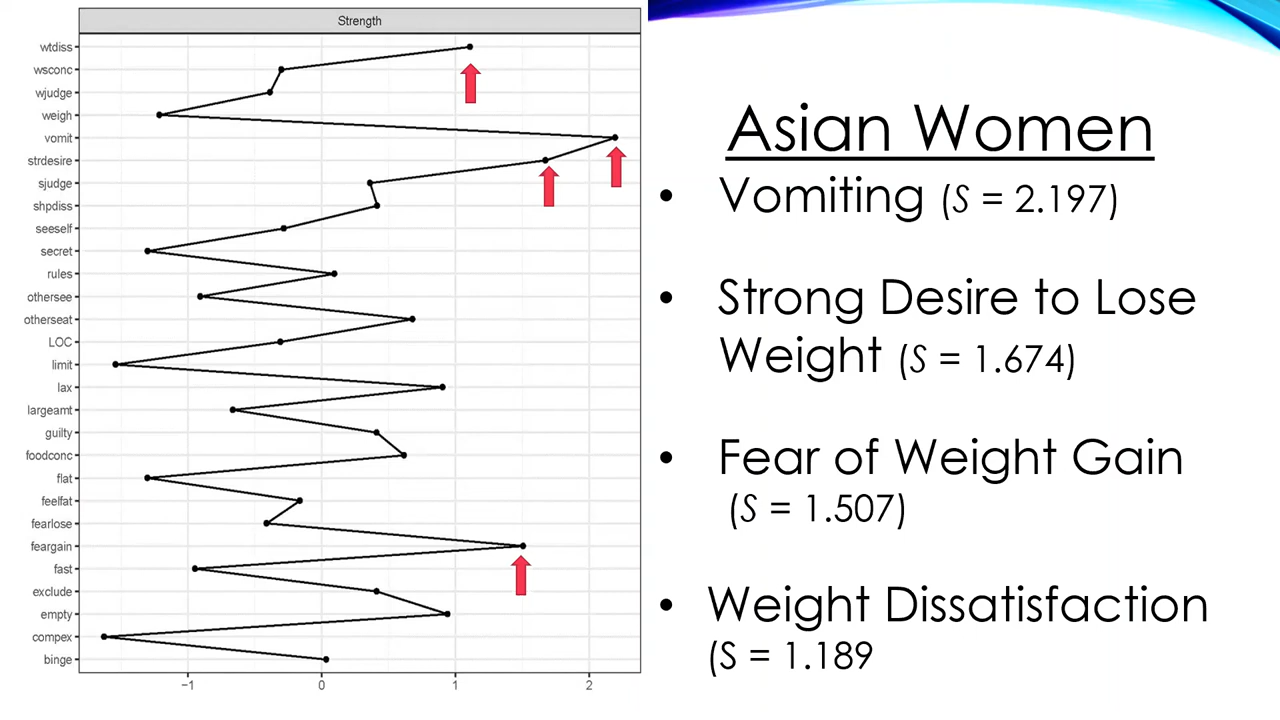 Strength
wtdiss
wsconc
wjudge
weigh
vomit
strdesire
sjudge
shpdiss
seeself
secret
rules
othersee
otherseat
LOC
limit
lax
largeamt
guilty
foodconc
flat
feelfat
fearlose
feargain
fast
exclude
empty
compex
binge
−1 0 1 2
Asian Women
• Vomiting (S = 2.197)
• Strong Desire to Lose
Weight (S = 1.674)
• Fear of Weight Gain
(S = 1.507)
• Weight Dissatisfaction
(S = 1.189